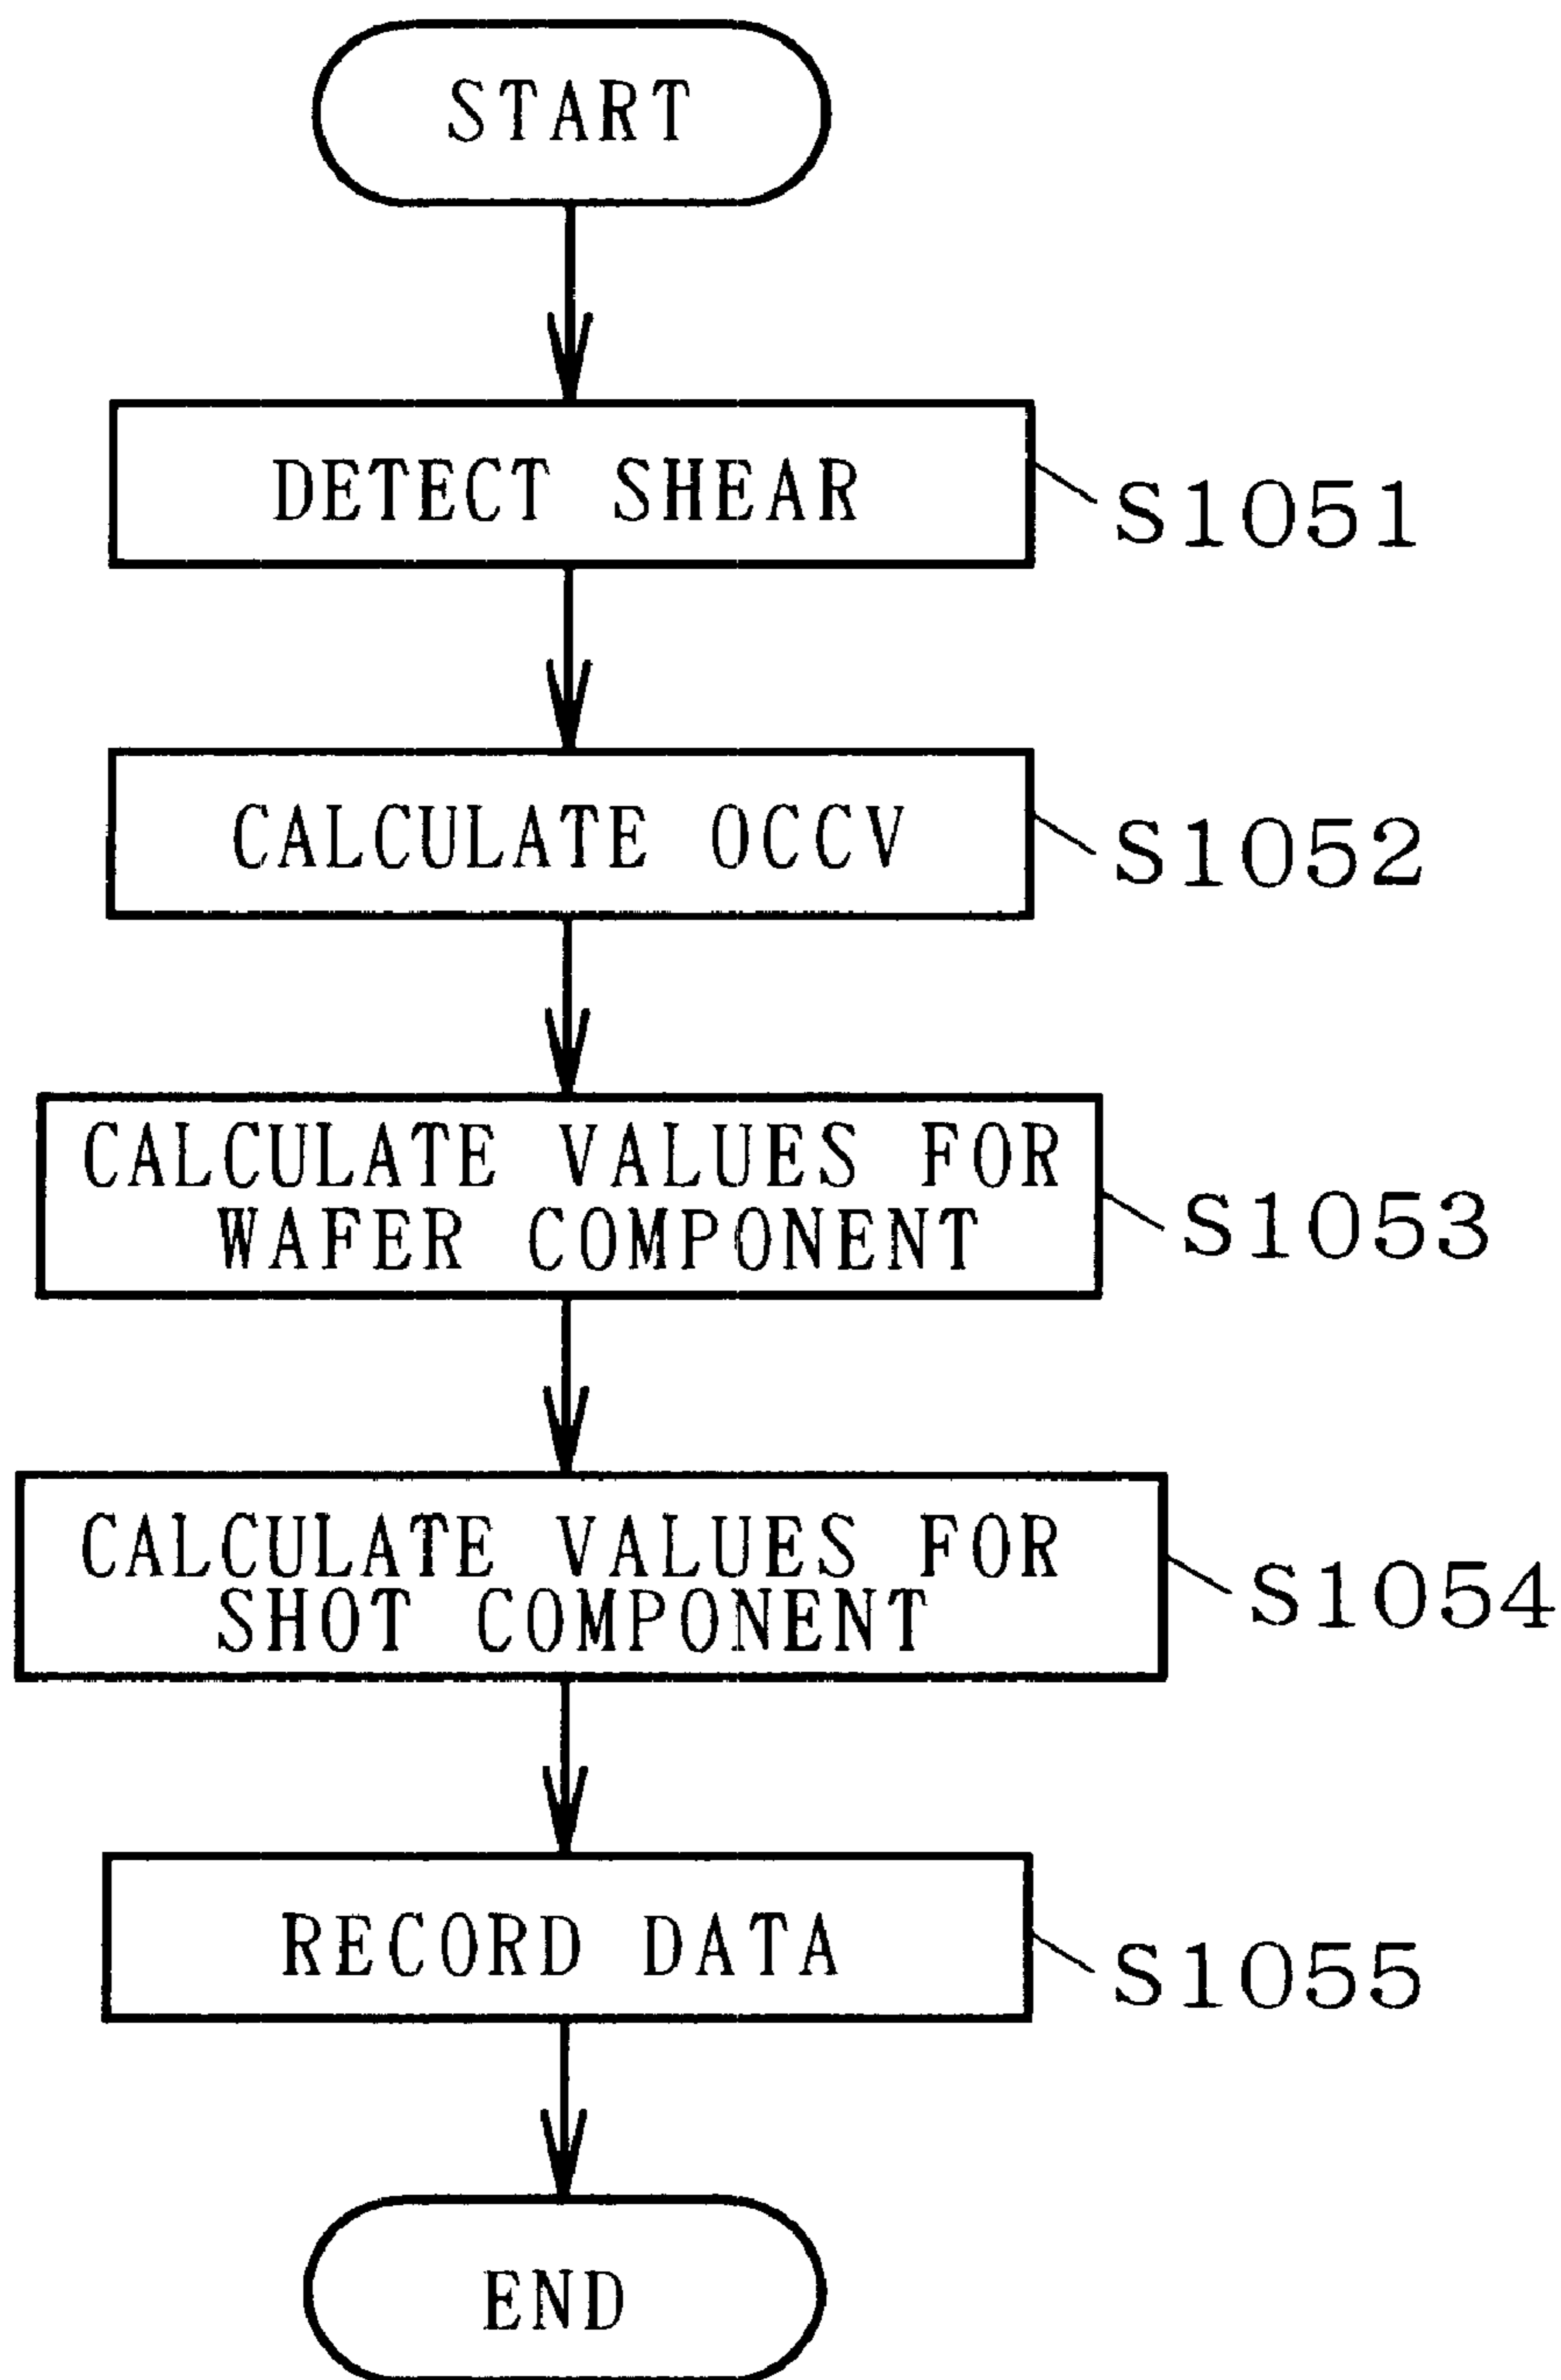 START
DETECT SHEAR
S1051
CALCULATE OCCV
S1052
CALCULATE VALUES FOR
WAFER COMPONENT
S1053
CALCULATE VALUES FOR
SHOT COMPONENT
S1054
RECORD DATA
S1055
END